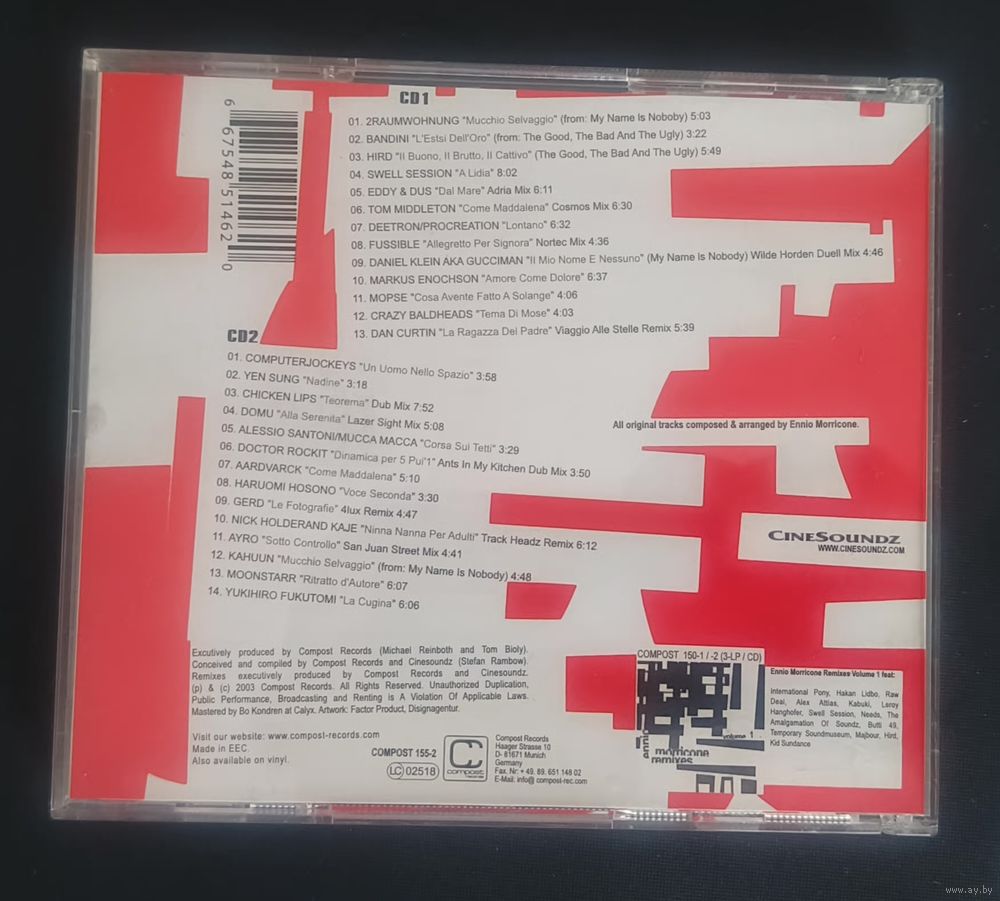 CD1
01. 2RAUMWOHNUNG "Mucchio Selvaggio" (from: My Name Is Noboby) 5:03
02. BANDINI "L'Estsi Dell'Oro" (from: The Good, The Bad And The Ugly) 3:22
03. HIRD "Il Buono, Il Brutto, Il Cattivo" (The Good, The Bad And The Ugly) 5:49
04. SWELL SESSION "A Lidia" 8:02
05. EDDY & DUS "Dal Mare" Adria Mix 6:11
06. TOM MIDDLETON "Come Maddalena" Cosmos Mix 6:30
07. DEETRON/PROCREATION "Lontano" 6:32
08. FUSSIBLE "Allegretto Per Signora" Nortec Mix 4:36
09. DANIEL KLEIN AKA GUCCIMAN "Il Mio Nome E Nessuno" (My Name Is Nobody) Wilde Horden Duell Mix 4:46
10. MARKUS ENOCHSON "Amore Come Dolore" 6:37
11. MOPSE "Cosa Avente Fatto A Solange" 4:06
12. CRAZY BALDHEADS "Tema Di Mose" 4:03
13. DAN CURTIN "La Ragazza Del Padre" Viaggio Alle Stelle Remix 5:39
6 67548 51462 0
CD2
01. COMPUTERJOCKEYS "Un Uomo Nello Spazio" 3:58
02. YEN SUNG "Nadine" 3:18
03. CHICKEN LIPS "Teorema" Dub Mix 7:52
04. DOMU "Alla Serenita" Lazer Sight Mix 5:08
05. ALESSIO SANTONI/MUCCA MACCA "Corsa Sui Tetti" 3:29
06. DOCTOR ROCKIT "Dinamica per 5 Pui'1" Ants In My Kitchen Dub Mix 3:50
07. AARDVARCK "Come Maddalena" 5:10
08. HARUOMI HOSONO "Voce Seconda" 3:30
09. GERD "Le Fotografie" 4lux Remix 4:47
10. NICK HOLDERAND KAJE "Ninna Nanna Per Adulti" Track Headz Remix 6:12
11. AYRO "Sotto Controllo" San Juan Street Mix 4:41
12. KAHUUN "Mucchio Selvaggio" (from: My Name Is Nobody) 4:48
13. MOONSTARR "Ritratto d'Autore" 6:07
14. YUKIHIRO FUKUTOMI "La Cugina" 6:06
All original tracks composed & arranged by Ennio Morricone.
CINESOUNDZ
WWW.CINESOUNDZ.COM
Excutively produced by Compost Records (Michael Reinboth and Tom Bioly).
Conceived and compiled by Compost Records and Cinesoundz (Stefan Rambow).
Remixes executively produced by Compost Records and Cinesoundz.
(p) & (c) 2003 Compost Records. All Rights Reserved. Unauthorized Duplication,
Public Performance, Broadcasting and Renting is A Violation Of Applicable Laws.
Mastered by Bo Kondren at Calyx. Artwork: Factor Product, Disignagentur.
Visit our website: www.compost-records.com
Made in EEC.
Also available on vinyl.
COMPOST 155-2
LC 02518
compost
records
Compost Records
Haager Strasse 10
D- 81671 Munich
Germany
Fax. Nr: + 49. 89. 651 148 02
E-Mail: info@ compost-rec.com
COMPOST 150-1 / -2 (3-LP / CD)
volume 1
ennio
morricone
remixes
Ennio Morricone Remixes Volume 1 feat:
International Pony, Hakan Lidbo, Raw
Deal, Alex Attias, Kabuki, Leroy
Hanghofer, Swell Session, Needs, The
Amalgamation Of Soundz, Butti 49,
Temporary Soundmuseum, Majbour, Hird,
Kid Sundance
www.ay.by